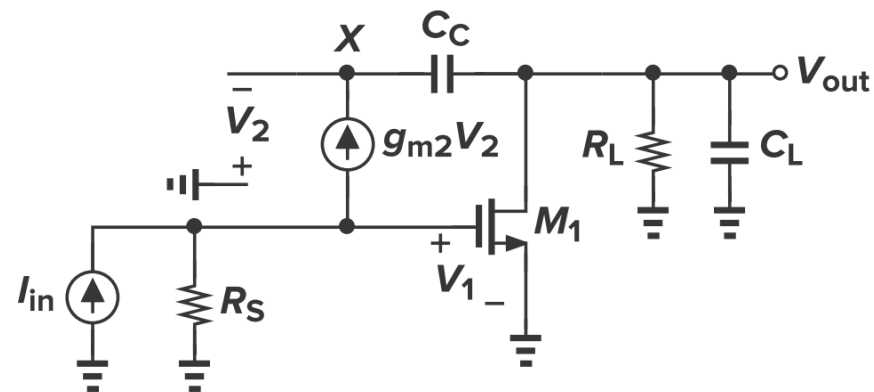 X
C_C
V_out
−
V_2
+
g_m2V_2
R_L
C_L
M_1
+
V_1
−
I_in
R_S